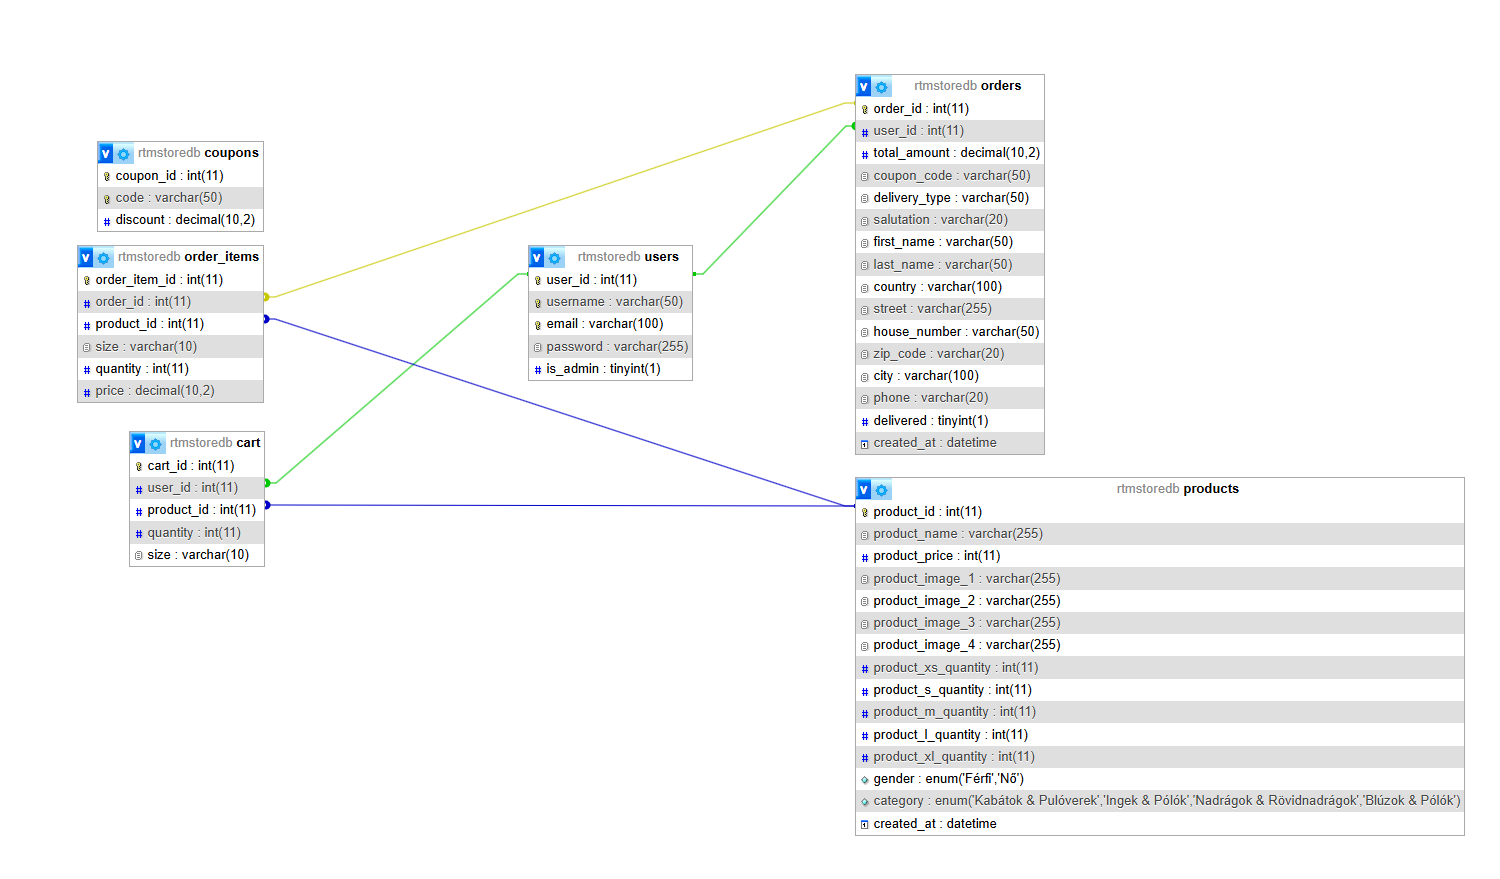 v rtmstoredb coupons
coupon_id : int(11)
code : varchar(50)
# discount : decimal(10,2)
v rtmstoredb order_items
order_item_id : int(11)
# order_id : int(11)
# product_id : int(11)
size : varchar(10)
# quantity : int(11)
# price : decimal(10,2)
v rtmstoredb cart
cart_id : int(11)
# user_id : int(11)
# product_id : int(11)
# quantity : int(11)
size : varchar(10)
v rtmstoredb users
user_id : int(11)
username : varchar(50)
email : varchar(100)
password : varchar(255)
# is_admin : tinyint(1)
v rtmstoredb orders
order_id : int(11)
# user_id : int(11)
# total_amount : decimal(10,2)
coupon_code : varchar(50)
delivery_type : varchar(50)
salutation : varchar(20)
first_name : varchar(50)
last_name : varchar(50)
country : varchar(100)
street : varchar(255)
house_number : varchar(50)
zip_code : varchar(20)
city : varchar(100)
phone : varchar(20)
# delivered : tinyint(1)
created_at : datetime
v rtmstoredb products
product_id : int(11)
product_name : varchar(255)
# product_price : int(11)
product_image_1 : varchar(255)
product_image_2 : varchar(255)
product_image_3 : varchar(255)
product_image_4 : varchar(255)
# product_xs_quantity : int(11)
# product_s_quantity : int(11)
# product_m_quantity : int(11)
# product_l_quantity : int(11)
# product_xl_quantity : int(11)
gender : enum('Férfi','Nő')
category : enum('Kabátok & Pulóverek','Ingek & Pólók','Nadrágok & Rövidnadrágok','Blúzok & Pólók')
created_at : datetime